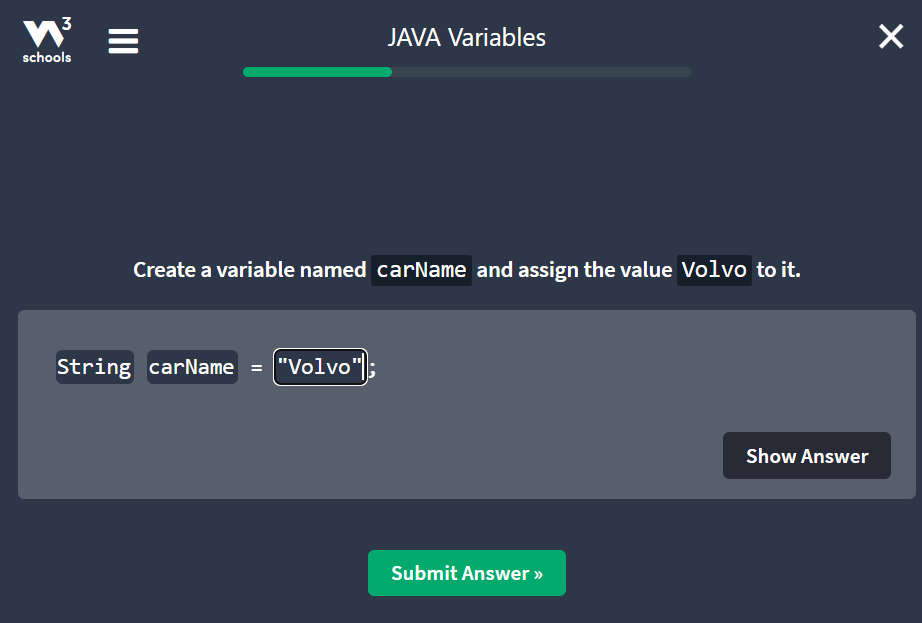 3
schools
JAVA Variables
Create a variable named carName and assign the value Volvo to it.
String carName = "Volvo";
Show Answer
Submit Answer »